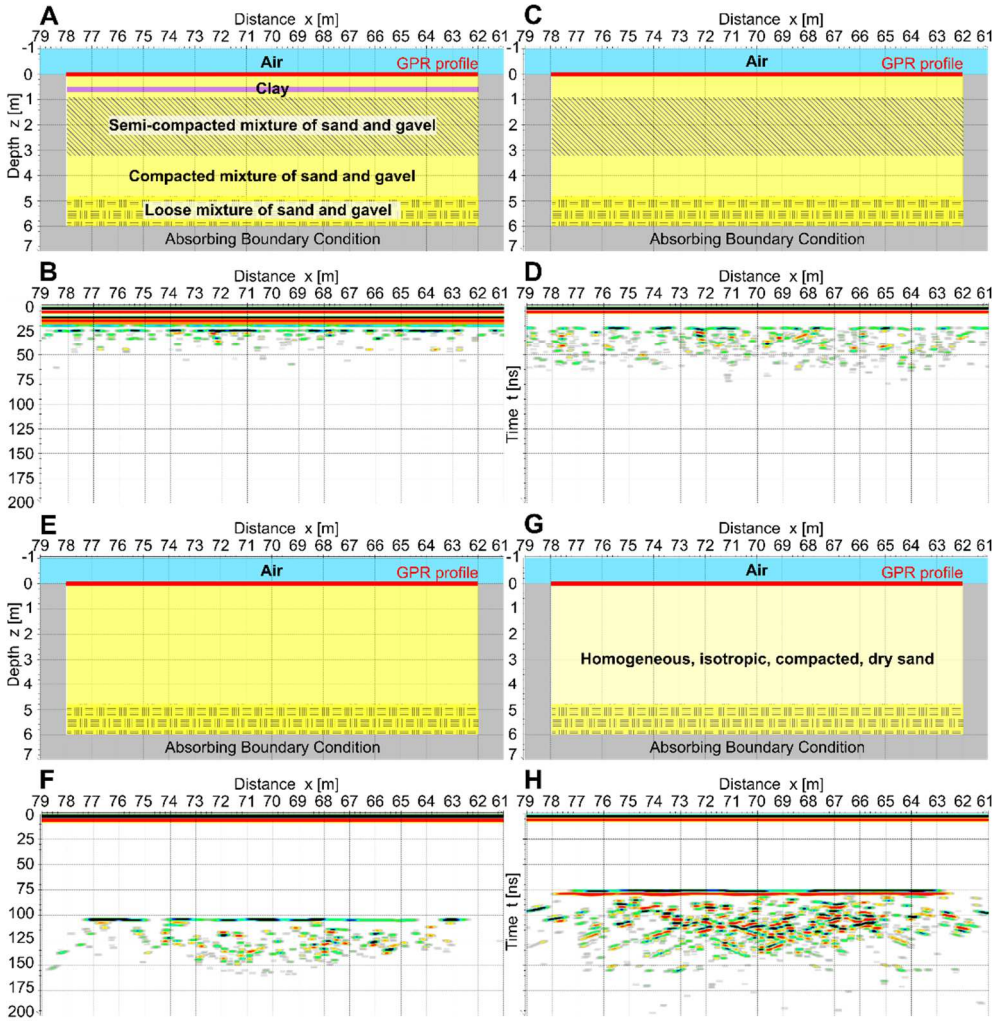 A
Distance x [m]
79 78 77 76 75 74 73 72 71 70 69 68 67 66 65 64 63 62 61
Depth z [m]
-1
0
1
2
3
4
5
6
7
Air
GPR profile
Clay
Semi-compacted mixture of sand and gavel
Compacted mixture of sand and gavel
Loose mixture of sand and gavel
Absorbing Boundary Condition
C
Distance x [m]
79 78 77 76 75 74 73 72 71 70 69 68 67 66 65 64 63 62 61
-1
0
1
2
3
4
5
6
7
Air
GPR profile
Absorbing Boundary Condition
B
Distance x [m]
79 78 77 76 75 74 73 72 71 70 69 68 67 66 65 64 63 62 61
0
25
50
75
100
125
150
175
200
D
Distance x [m]
79 78 77 76 75 74 73 72 71 70 69 68 67 66 65 64 63 62 61
Time t [ns]
E
Distance x [m]
79 78 77 76 75 74 73 72 71 70 69 68 67 66 65 64 63 62 61
Depth z [m]
-1
0
1
2
3
4
5
6
7
Air
GPR profile
Absorbing Boundary Condition
G
Distance x [m]
79 78 77 76 75 74 73 72 71 70 69 68 67 66 65 64 63 62 61
-1
0
1
2
3
4
5
6
7
Air
GPR profile
Homogeneous, isotropic, compacted, dry sand
Absorbing Boundary Condition
F
Distance x [m]
79 78 77 76 75 74 73 72 71 70 69 68 67 66 65 64 63 62 61
0
25
50
75
100
125
150
175
200
H
Distance x [m]
79 78 77 76 75 74 73 72 71 70 69 68 67 66 65 64 63 62 61
Time t [ns]